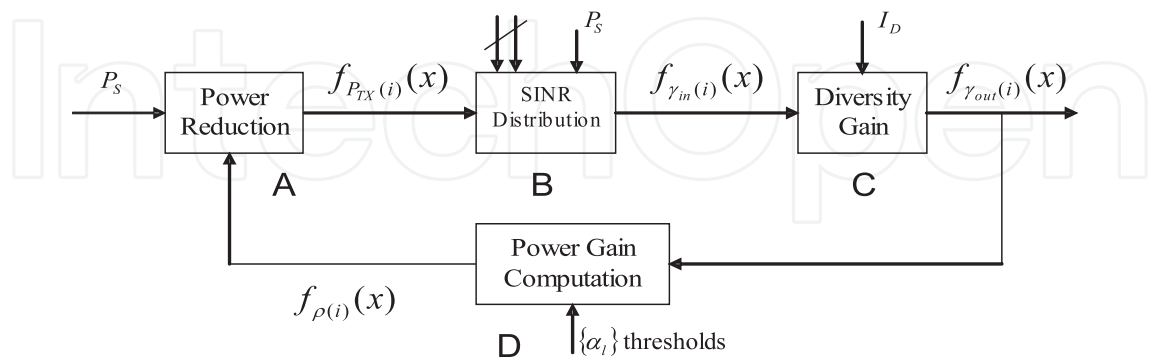 P_S
Power
Reduction
A
f_{P_{TX}(i)}(x)
P_S
SINR
Distribution
B
f_{γ_{in}(i)}(x)
I_D
Diversity
Gain
C
f_{γ_{out}(i)}(x)
Power Gain
Computation
D
f_{ρ(i)}(x)
{α_l} thresholds
IntechOpen